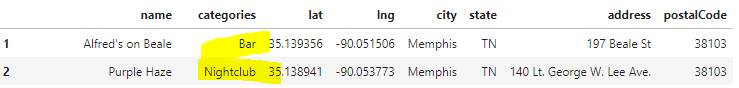 name categories lat lng city state address postalCode
1 Alfred's on Beale Bar 35.139356 -90.051506 Memphis TN 197 Beale St 38103
2 Purple Haze Nightclub 35.138941 -90.053773 Memphis TN 140 Lt. George W. Lee Ave. 38103